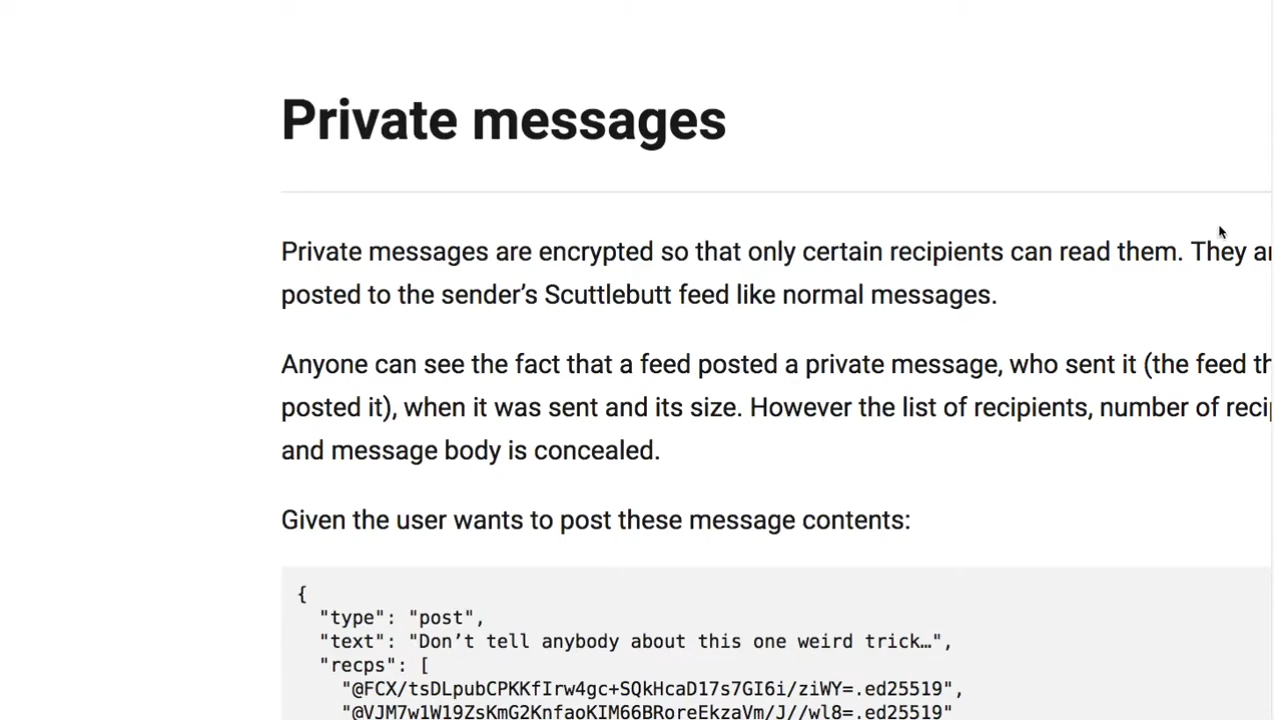 Private messages
Private messages are encrypted so that only certain recipients can read them. They
posted to the sender’s Scuttlebutt feed like normal messages.
Anyone can see the fact that a feed posted a private message, who sent it (the feed
posted it), when it was sent and its size. However the list of recipients, number of
and message body is concealed.
Given the user wants to post these message contents:
{
"type": "post",
"text": "Don’t tell anybody about this one weird trick…",
"recps": [
"@FCX/tsDLpubCPKKfIrw4gc+SQkHcaD17s7GI6i/ziWY=.ed25519",
"@VJM7w1W19ZsKmG2KnfaoKIM66BRoreEkzaVm/J//wl8=.ed25519"